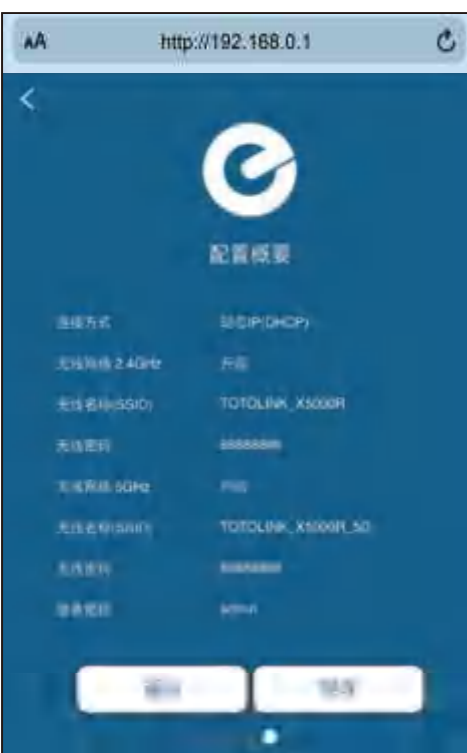 AA http://192.168.0.1
配置概要
连接方式 动态IP(DHCP)
无线网络 2.4GHz 开启
无线名称(SSID) TOTOLINK_X5000R
无线密码
无线网络 5GHz 开启
无线名称(SSID) TOTOLINK_X5000R_5G
无线密码
登录密码 admin